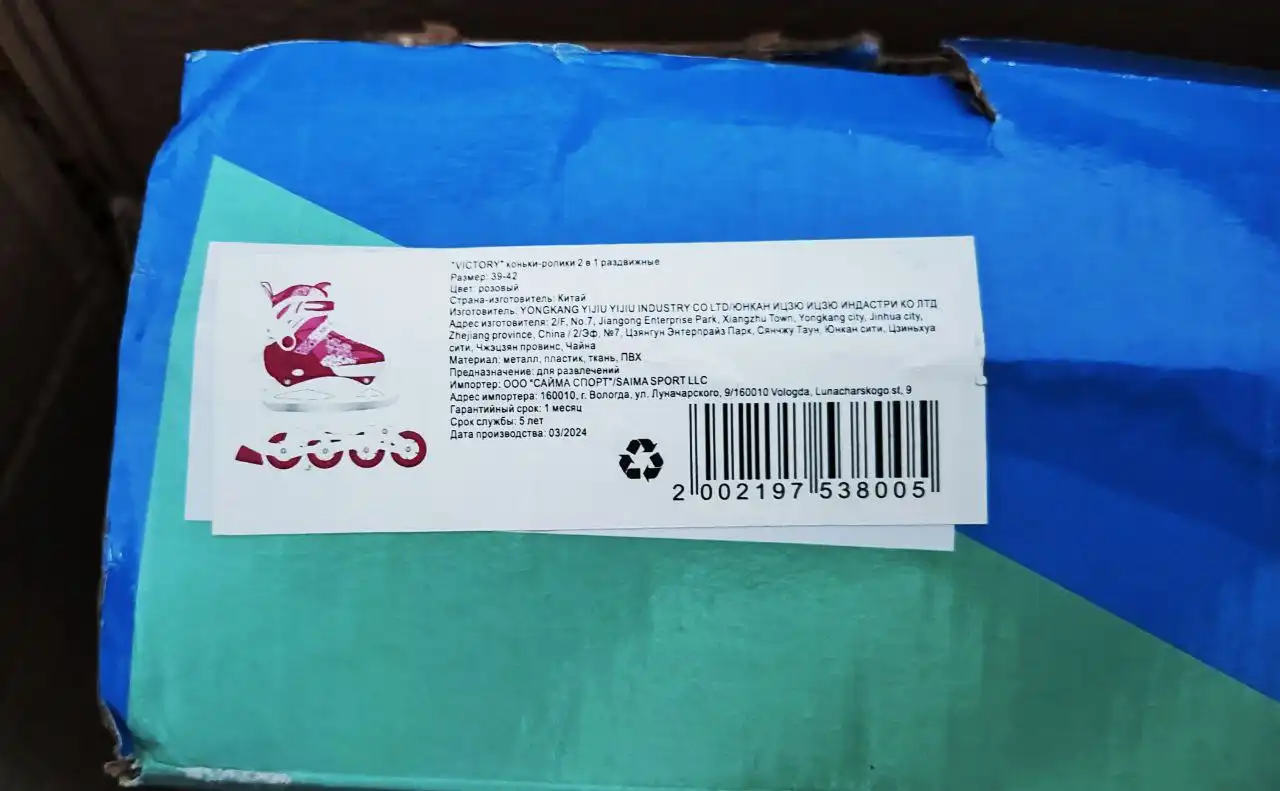 "VICTORY" коньки-ролики 2 в 1 раздвижные
Размер: 39-42
Цвет: розовый
Страна-изготовитель: Китай
Изготовитель: YONGKANG YIJIU YIJIU INDUSTRY CO LTD/ЮНКАН ИЦЗЮ ИЦЗЮ ИНДАСТРИ КО ЛТД
Адрес изготовителя: 2/F, No.7, Jiangong Enterprise Park, Xiangzhu Town, Yongkang city, Jinhua city,
Zhejiang province, China / 2/Эф, №7, Цзянгун Энтерпрайз Парк, Сянчжу Таун, Юнкан сити, Цзиньхуа
сити, Чжэцзян провинс, Чайна
Материал: металл, пластик, ткань, ПВХ
Предназначение: для развлечений
Импортер: ООО "САЙМА СПОРТ"/SAIMA SPORT LLC
Адрес импортера: 160010, г. Вологда, ул. Луначарского, 9/160010 Vologda, Lunacharskogo st, 9
Гарантийный срок: 1 месяц
Срок службы: 5 лет
Дата производства: 03/2024
2 002197 538005